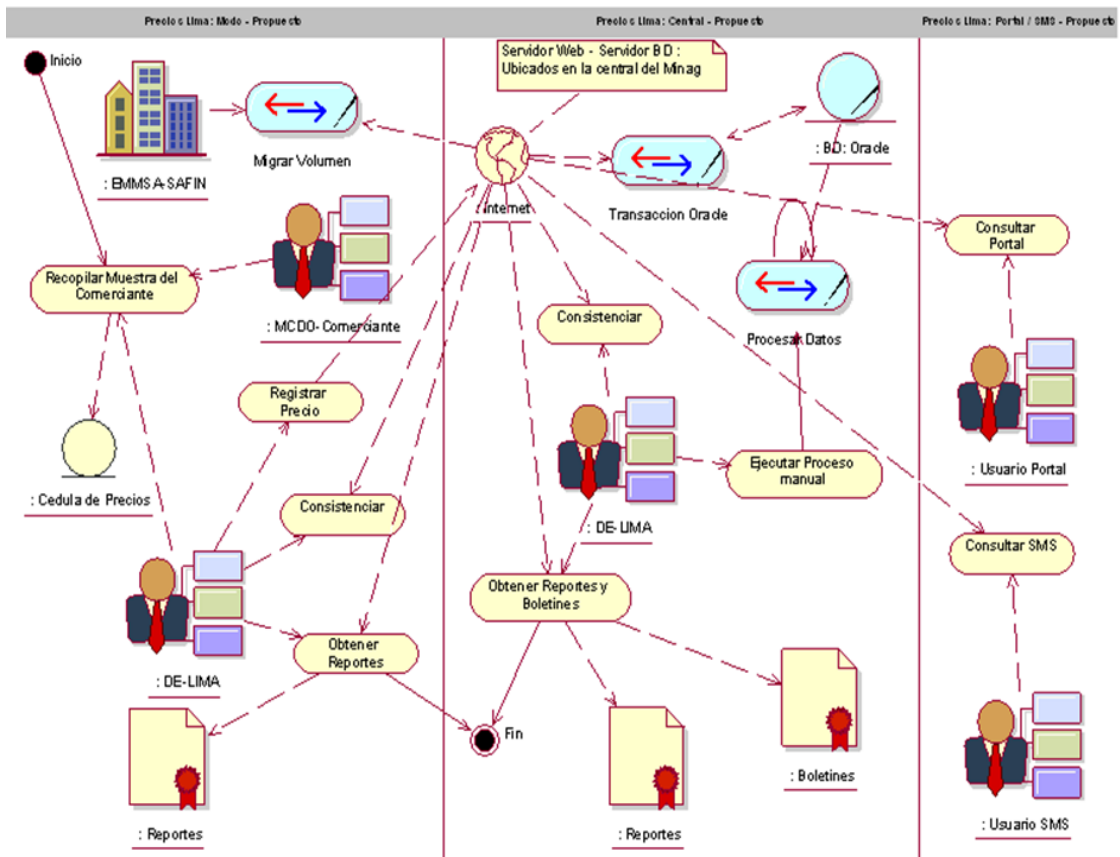 Precios Lima: Modo - Propuesto
Precios Lima: Central - Propuesto
Precios Lima: Portal / SMS - Propuesto
Inicio
Servidor Web - Servidor BD :
Ubicados en la central del Minag
: EMMSA-SAFIN
Migrar Volumen
: Internet
Transaccion Oracle
: BD: Oracle
Consultar
Portal
Recopilar Muestra del
Comerciante
: MCDO- Comerciante
Consistenciar
Procesar Datos
Registrar
Precio
: Cedula de Precios
Consistenciar
: DE-LIMA
Ejecutar Proceso
manual
: Usuario Portal
Consultar SMS
Obtener Reportes y
Boletines
Obtener
Reportes
: DE-LIMA
Fin
: Boletines
: Reportes
: Reportes
: Usuario SMS